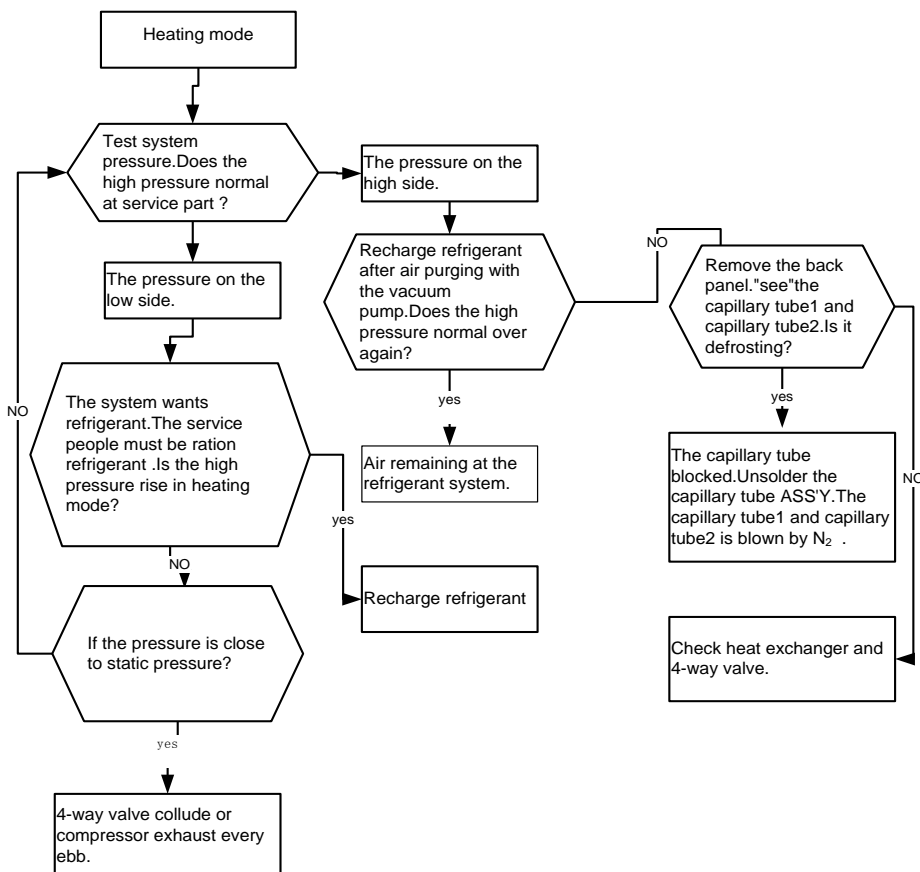 Heating mode
Test system
pressure.Does the
high pressure normal
at service part ?
The pressure on the
high side.
The pressure on the
low side.
Recharge refrigerant
after air purging with
the vacuum
pump.Does the high
pressure normal over
again?
NO
Remove the back
panel."see"the
capillary tube1 and
capillary tube2.Is it
defrosting?
NO
The system wants
refrigerant.The service
people must be ration
refrigerant .Is the high
pressure rise in heating
mode?
yes
yes
Air remaining at the
refrigerant system.
The capillary tube
blocked.Unsolder the
capillary tube ASS'Y.The
capillary tube1 and capillary
tube2 is blown by N₂ .
NO
yes
NO
Recharge refrigerant
If the pressure is close
to static pressure?
Check heat exchanger and
4-way valve.
yes
4-way valve collude or
compressor exhaust every
ebb.